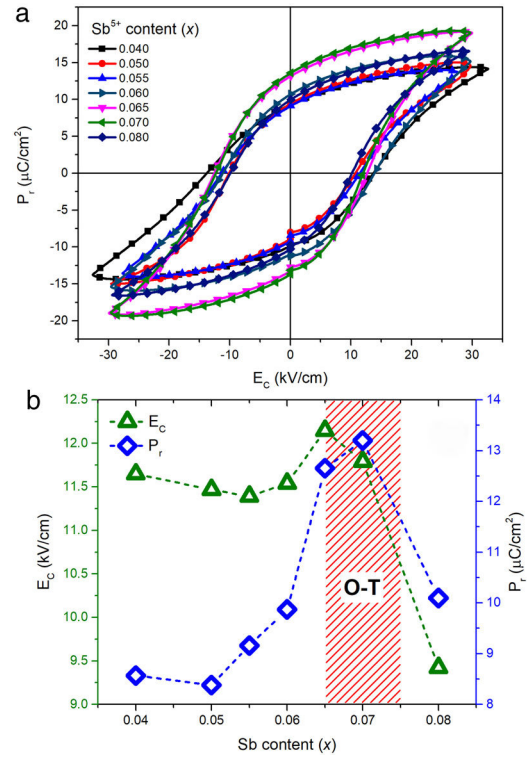 a
Sb⁵⁺ content (x)
0.040
0.050
0.055
0.060
0.065
0.070
0.080
Pr (μC/cm²)
20
15
10
5
0
-5
-10
-15
-20
-30 -20 -10 0 10 20 30
EC (kV/cm)
b
EC
Pr
O-T
EC (kV/cm)
12.5
12.0
11.5
11.0
10.5
10.0
9.5
9.0
Pr (μC/cm²)
14
13
12
11
10
9
8
0.04 0.05 0.06 0.07 0.08
Sb content (x)